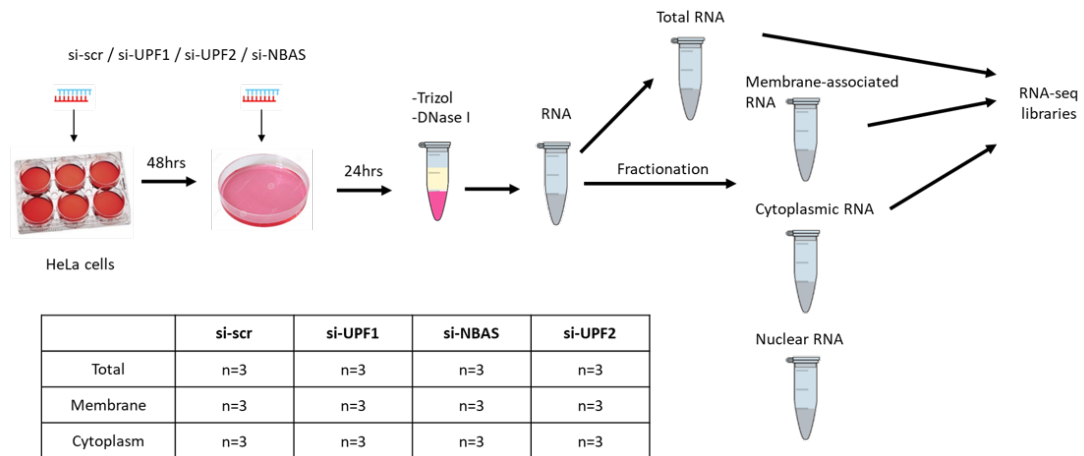 si-scr / si-UPF1 / si-UPF2 / si-NBAS
48hrs
HeLa cells
24hrs
-Trizol
-DNase I
RNA
Fractionation
Total RNA
Membrane-associated
RNA
Cytoplasmic RNA
Nuclear RNA
RNA-seq
libraries
si-scr si-UPF1 si-NBAS si-UPF2
Total n=3 n=3 n=3 n=3
Membrane n=3 n=3 n=3 n=3
Cytoplasm n=3 n=3 n=3 n=3